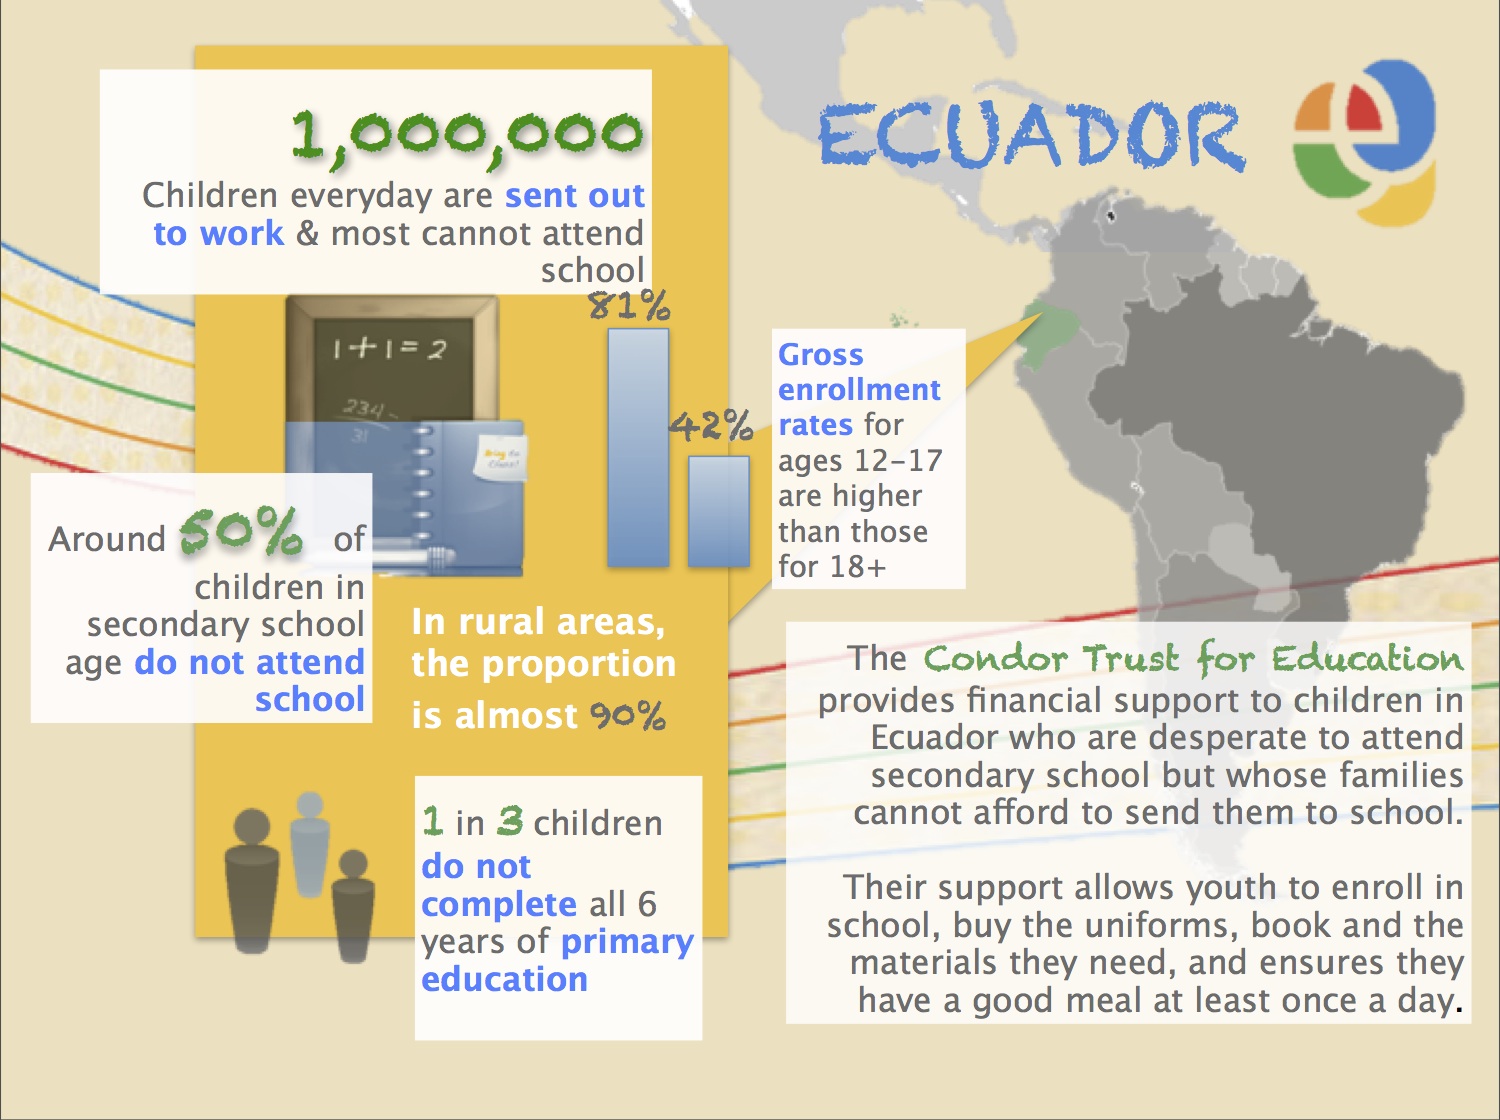 ECUADOR
1,000,000
Children everyday are sent out
to work & most cannot attend
school
1+1=2
234-
31
81%
42%
Gross
enrollment
rates for
ages 12-17
are higher
than those
for 18+
Around 50% of
children in
secondary school
age do not attend
school
In rural areas,
the proportion
is almost 90%
1 in 3 children
do not
complete all 6
years of primary
education
The Condor Trust for Education
provides financial support to children in
Ecuador who are desperate to attend
secondary school but whose families
cannot afford to send them to school.
Their support allows youth to enroll in
school, buy the uniforms, book and the
materials they need, and ensures they
have a good meal at least once a day.